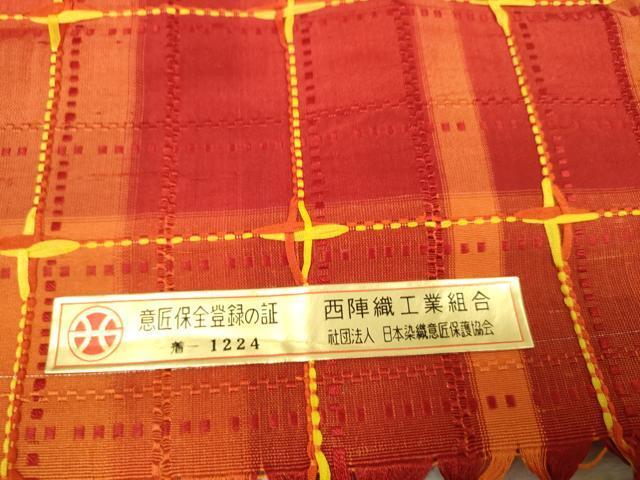 意匠保全登録の証
着－1224
西陣織工業組合
社団法人 日本染織意匠保護協会